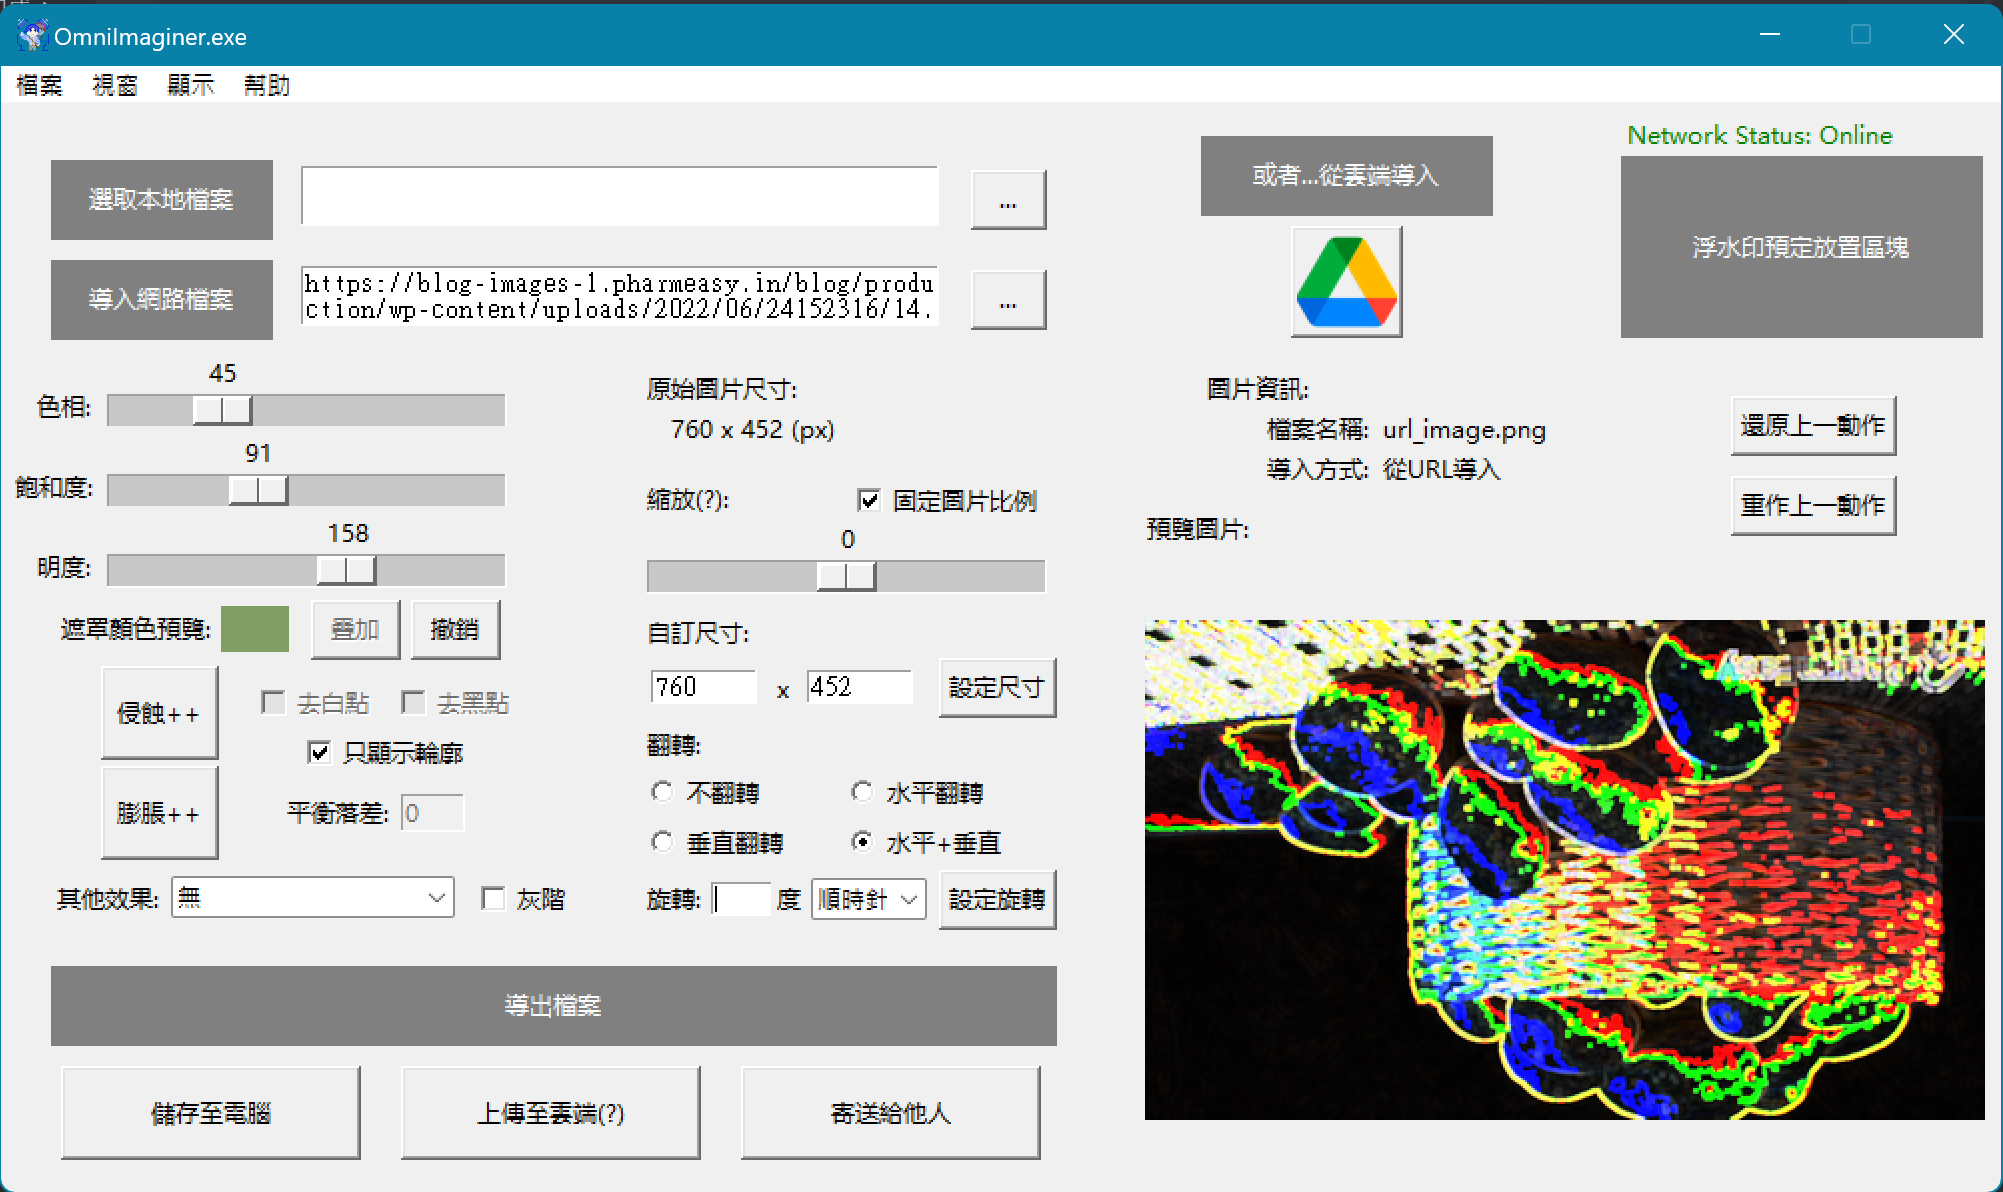 OmniImaginer.exe
檔案 視窗 顯示 幫助
Network Status: Online
選取本地檔案
...
或者...從雲端導入
浮水印預定放置區塊
導入網路檔案
https://blog-images-1.pharmeasy.in/blog/produ
ction/wp-content/uploads/2022/06/24152316/14.
...
45
色相:
91
飽和度:
158
明度:
遮罩顏色預覽:
疊加
撤銷
侵蝕++
去白點
去黑點
只顯示輪廓
膨脹++
平衡落差:
0
其他效果:
無
灰階
原始圖片尺寸:
760 x 452 (px)
縮放(?):
固定圖片比例
0
自訂尺寸:
760 x 452
設定尺寸
翻轉:
不翻轉
水平翻轉
垂直翻轉
水平+垂直
旋轉:
度
順時針
設定旋轉
圖片資訊:
檔案名稱: url_image.png
導入方式: 從URL導入
預覽圖片:
還原上一動作
重作上一動作
導出檔案
儲存至電腦
上傳至雲端(?)
寄送給他人